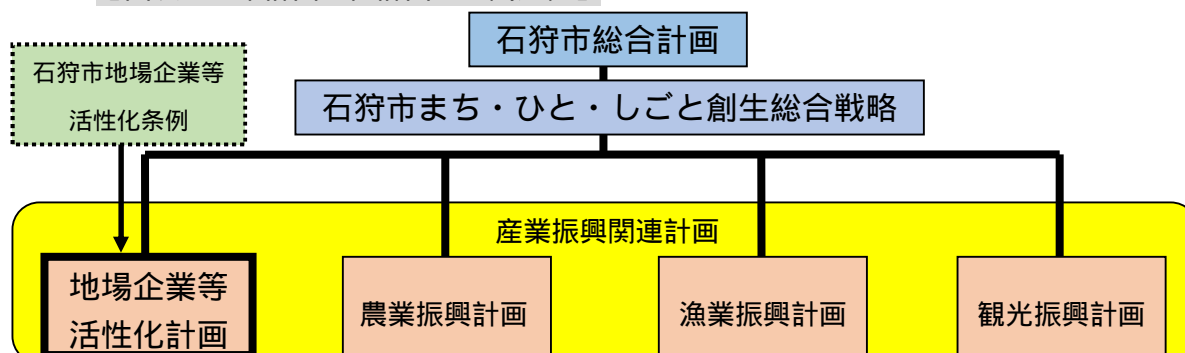 石狩市総合計画
石狩市地場企業等
活性化条例
石狩市まち・ひと・しごと創生総合戦略
産業振興関連計画
地場企業等
活性化計画
農業振興計画
漁業振興計画
観光振興計画